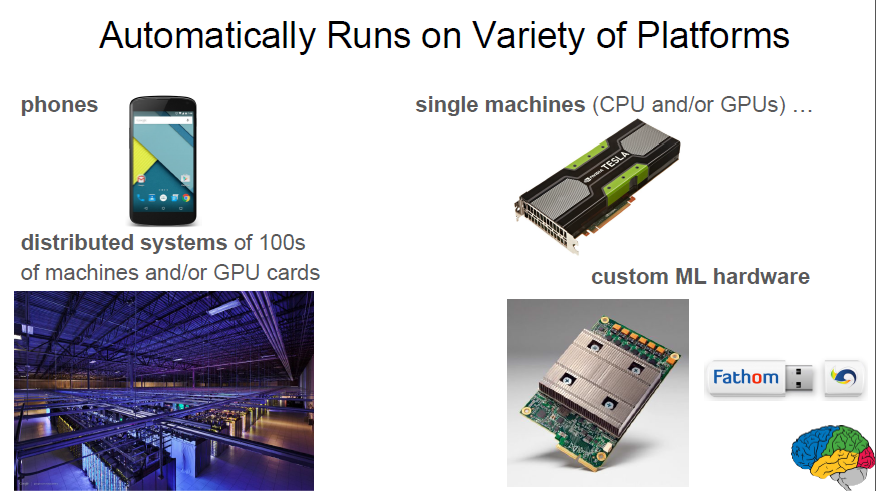 Automatically Runs on Variety of Platforms
phones
single machines (CPU and/or GPUs) …
NVIDIA TESLA
distributed systems of 100s
of machines and/or GPU cards
custom ML hardware
Fathom